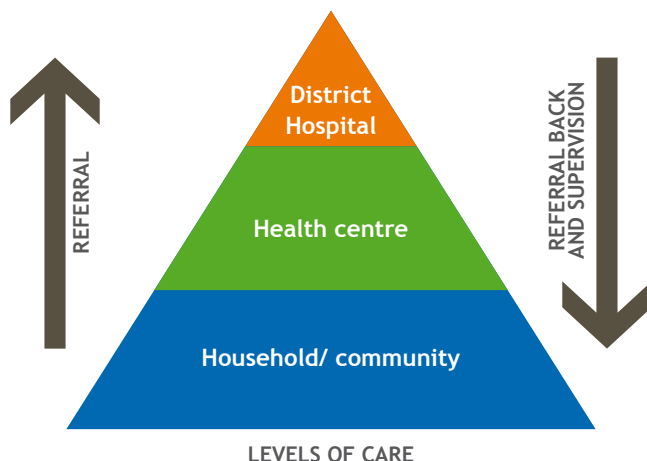 District
Hospital
REFERRAL
REFERRAL BACK
AND SUPERVISION
Health centre
Household/ community
LEVELS OF CARE